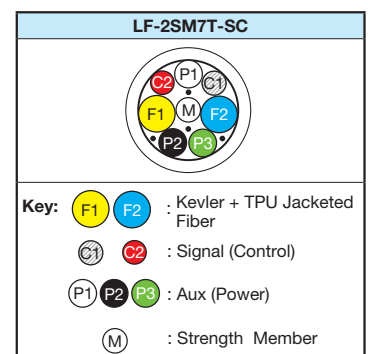 LF-2SM7T-SC
P1
C2 C1
F1 M F2
P2 P3
Key: F1 F2 : Kevler + TPU Jacketed
Fiber
C1 C2 : Signal (Control)
P1 P2 P3 : Aux (Power)
M : Strength Member